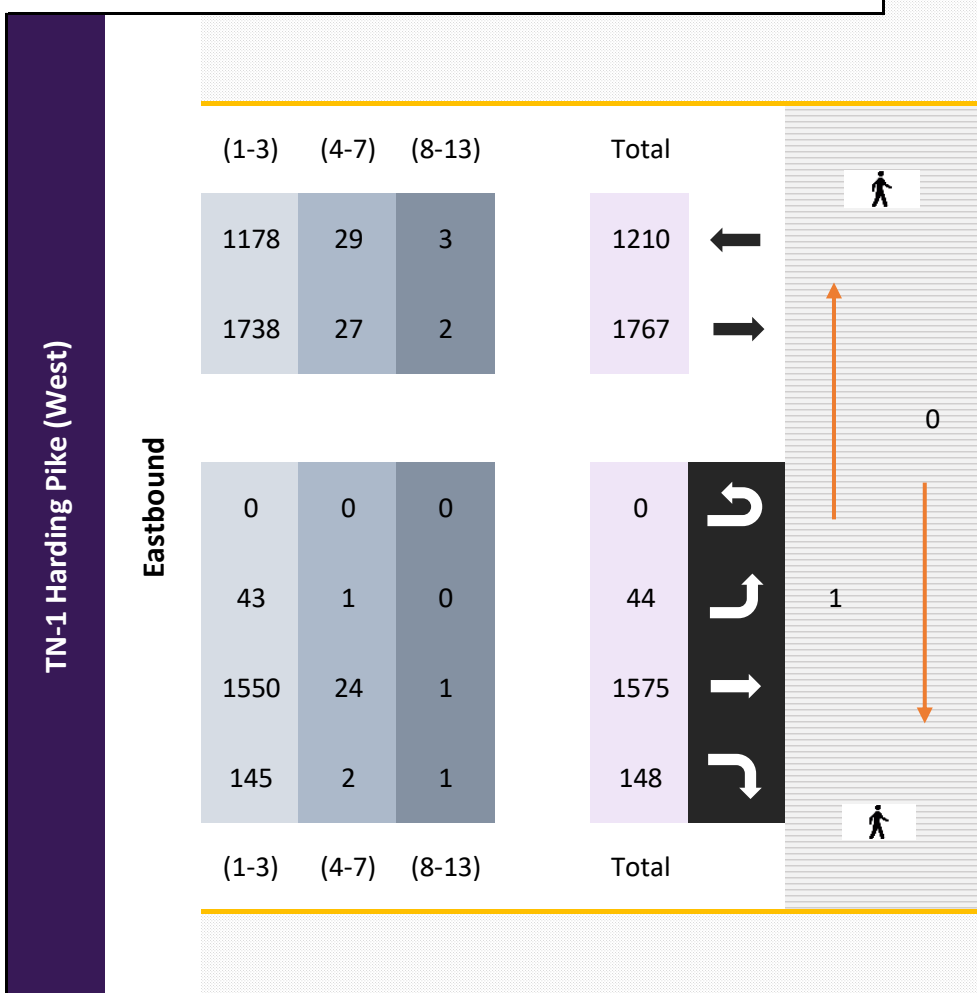 TN-1 Harding Pike (West)
Eastbound
(1-3) (4-7) (8-13) Total
1178 29 3 1210
1738 27 2 1767
0
0 0 0 0
43 1 0 44 1
1550 24 1 1575
145 2 1 148
(1-3) (4-7) (8-13) Total